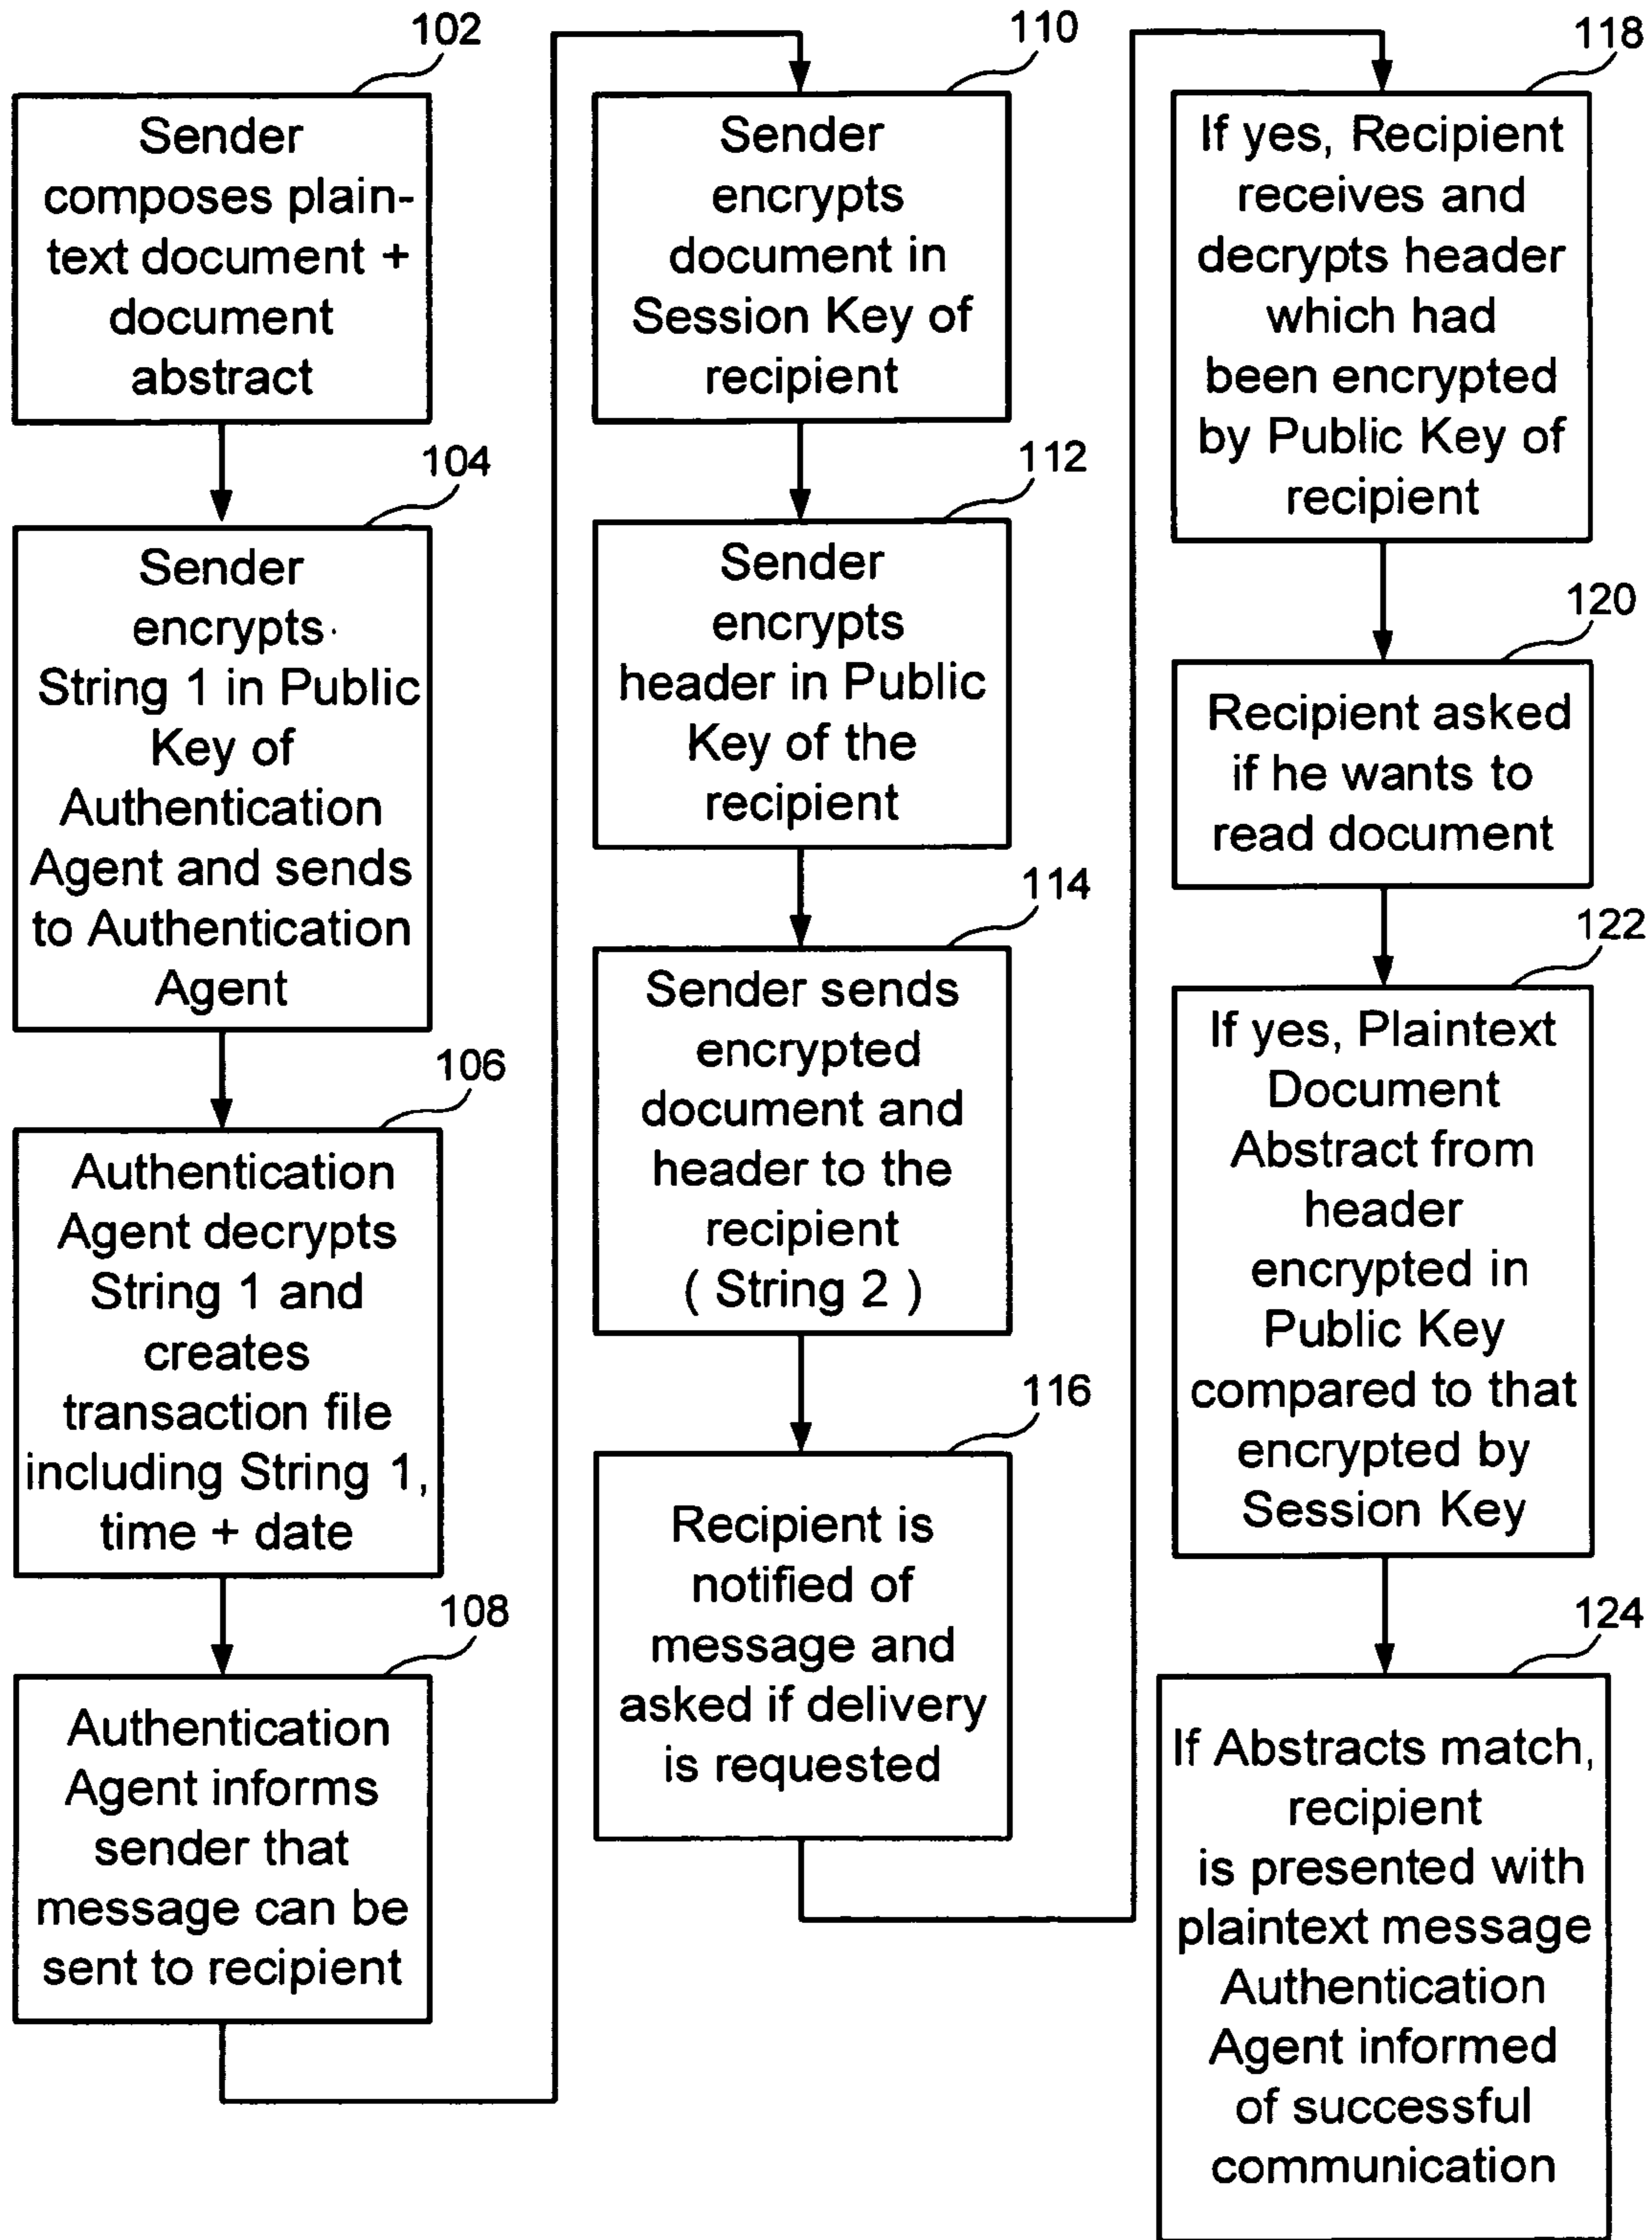 102
Sender
composes plain-
text document +
document
abstract
104
Sender
encrypts
String 1 in Public
Key of
Authentication
Agent and sends
to Authentication
Agent
106
Authentication
Agent decrypts
String 1 and
creates
transaction file
including String 1,
time + date
108
Authentication
Agent informs
sender that
message can be
sent to recipient
110
Sender
encrypts
document in
Session Key of
recipient
112
Sender
encrypts
header in Public
Key of the
recipient
114
Sender sends
encrypted
document and
header to the
recipient
( String 2 )
116
Recipient is
notified of
message and
asked if delivery
is requested
118
If yes, Recipient
receives and
decrypts header
which had
been encrypted
by Public Key of
recipient
120
Recipient asked
if he wants to
read document
122
If yes, Plaintext
Document
Abstract from
header
encrypted in
Public Key
compared to that
encrypted by
Session Key
124
If Abstracts match,
recipient
is presented with
plaintext message
Authentication
Agent informed
of successful
communication